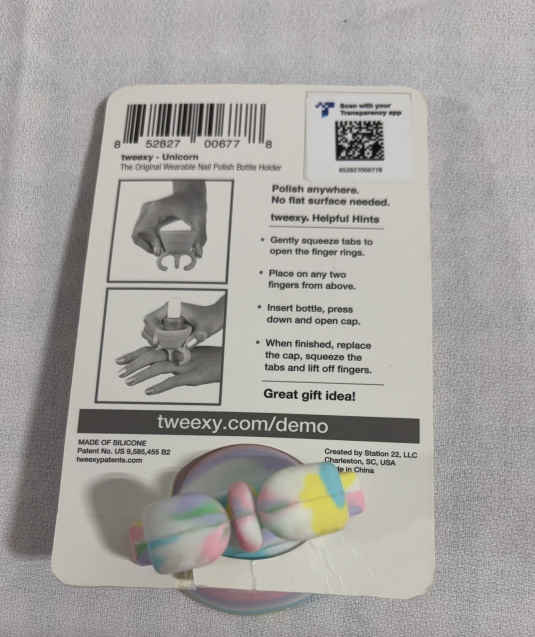 Scan with your
Transparency app
8 52827 00677 8
852827006778
tweexy - Unicorn
The Original Wearable Nail Polish Bottle Holder
Polish anywhere.
No flat surface needed.
tweexy. Helpful Hints
• Gently squeeze tabs to
open the finger rings.
• Place on any two
fingers from above.
• Insert bottle, press
down and open cap.
• When finished, replace
the cap, squeeze the
tabs and lift off fingers.
Great gift idea!
tweexy.com/demo
MADE OF SILICONE
Patent No. US 9,585,455 B2
tweexypatents.com
Created by Station 22, LLC
Charleston, SC, USA
in China